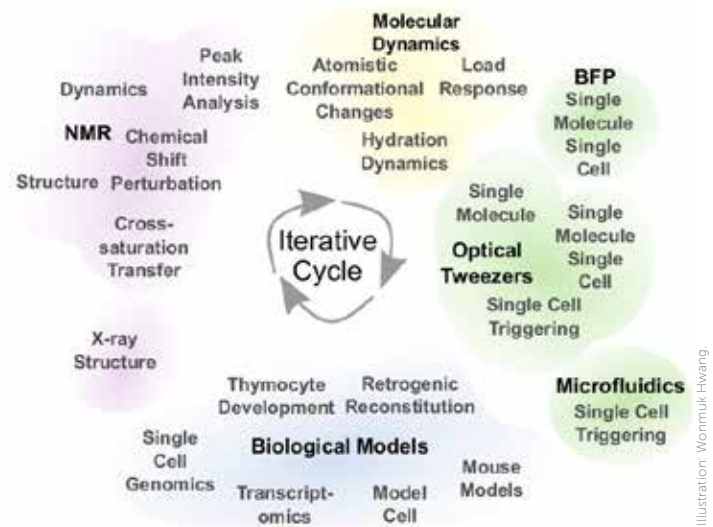 Molecular
Dynamics
Atomistic
Conformational
Changes
Load
Response
Hydration
Dynamics
Peak
Intensity
Analysis
Dynamics
NMR
Chemical
Shift
Perturbation
Structure
Cross-
saturation
Transfer
BFP
Single
Molecule
Single
Cell
Single
Molecule
Single
Molecule
Single
Cell
Optical
Tweezers
Single Cell
Triggering
Iterative
Cycle
X-ray
Structure
Microfluidics
Single Cell
Triggering
Thymocyte
Development
Retrogenic
Reconstitution
Single
Cell
Genomics
Biological Models
Transcript-
omics
Model
Cell
Mouse
Models
Illustration: Wonmuk Hwang.